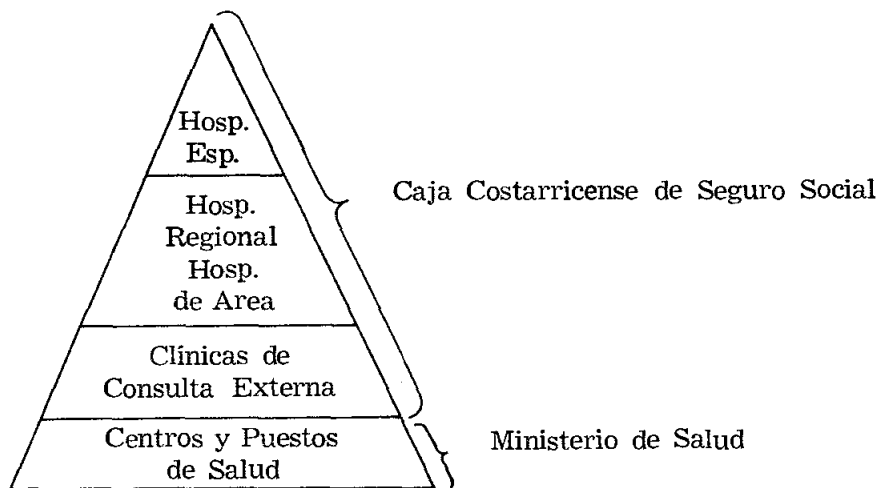 Hosp.
Esp.
Caja Costarricense de Seguro Social
Hosp.
Regional
Hosp.
de Area
Clínicas de
Consulta Externa
Centros y Puestos
de Salud
Ministerio de Salud